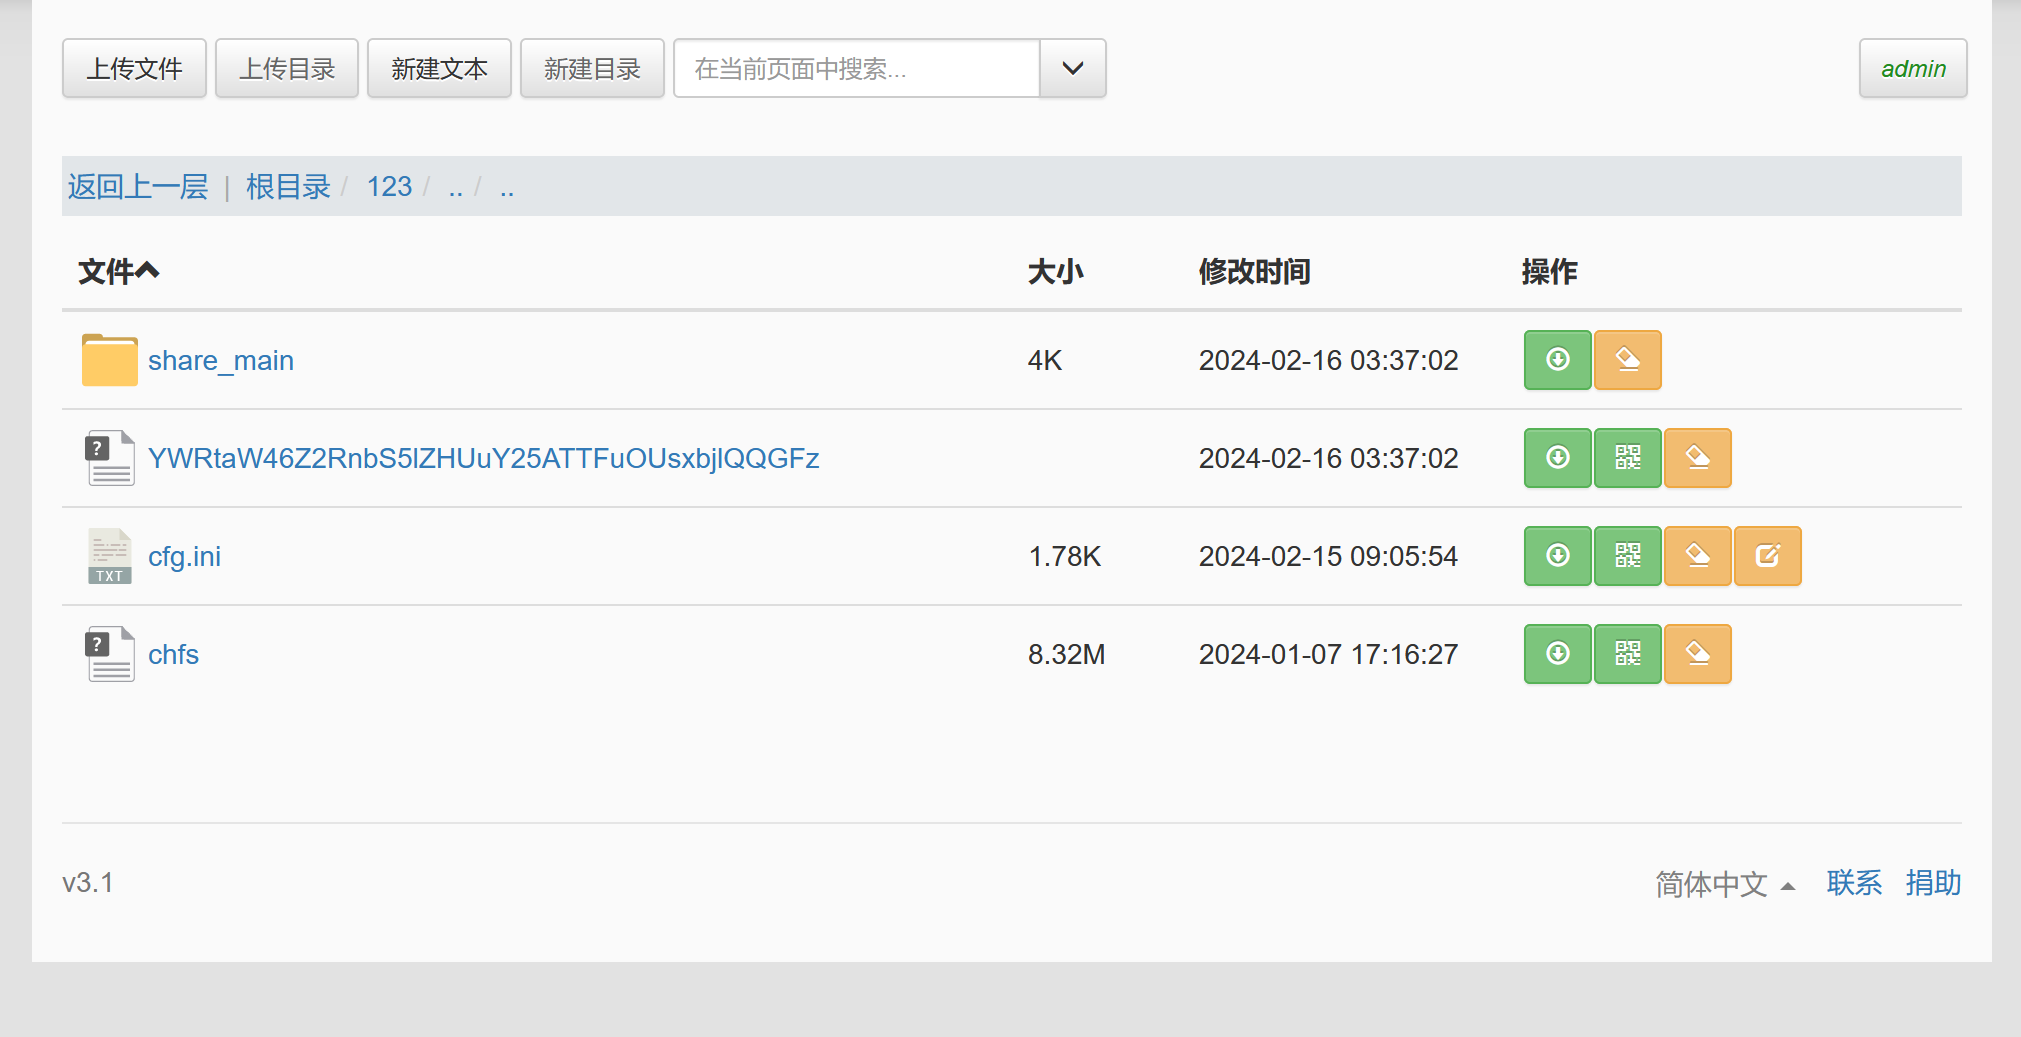 上传文件 上传目录 新建文本 新建目录 在当前页面中搜索... admin
返回上一层 | 根目录 / 123 / .. / ..
文件 大小 修改时间 操作
share_main 4K 2024-02-16 03:37:02
? YWRtaW46Z2RnbS5lZHUuY25ATTFuOUsxbjlQQGFz 2024-02-16 03:37:02
TXT cfg.ini 1.78K 2024-02-15 09:05:54
? chfs 8.32M 2024-01-07 17:16:27
v3.1 简体中文 联系 捐助